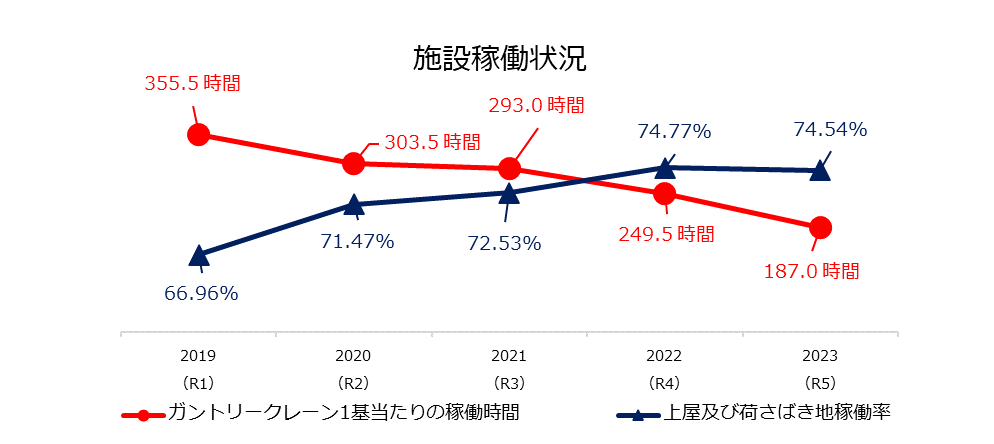 施設稼働状況
355.5 時間
303.5 時間
293.0 時間
249.5 時間
187.0 時間
66.96%
71.47%
72.53%
74.77%
74.54%
2019
（R1）
2020
（R2）
2021
（R3）
2022
（R4）
2023
（R5）
ガントリークレーン1基当たりの稼働時間
上屋及び荷さばき地稼働率